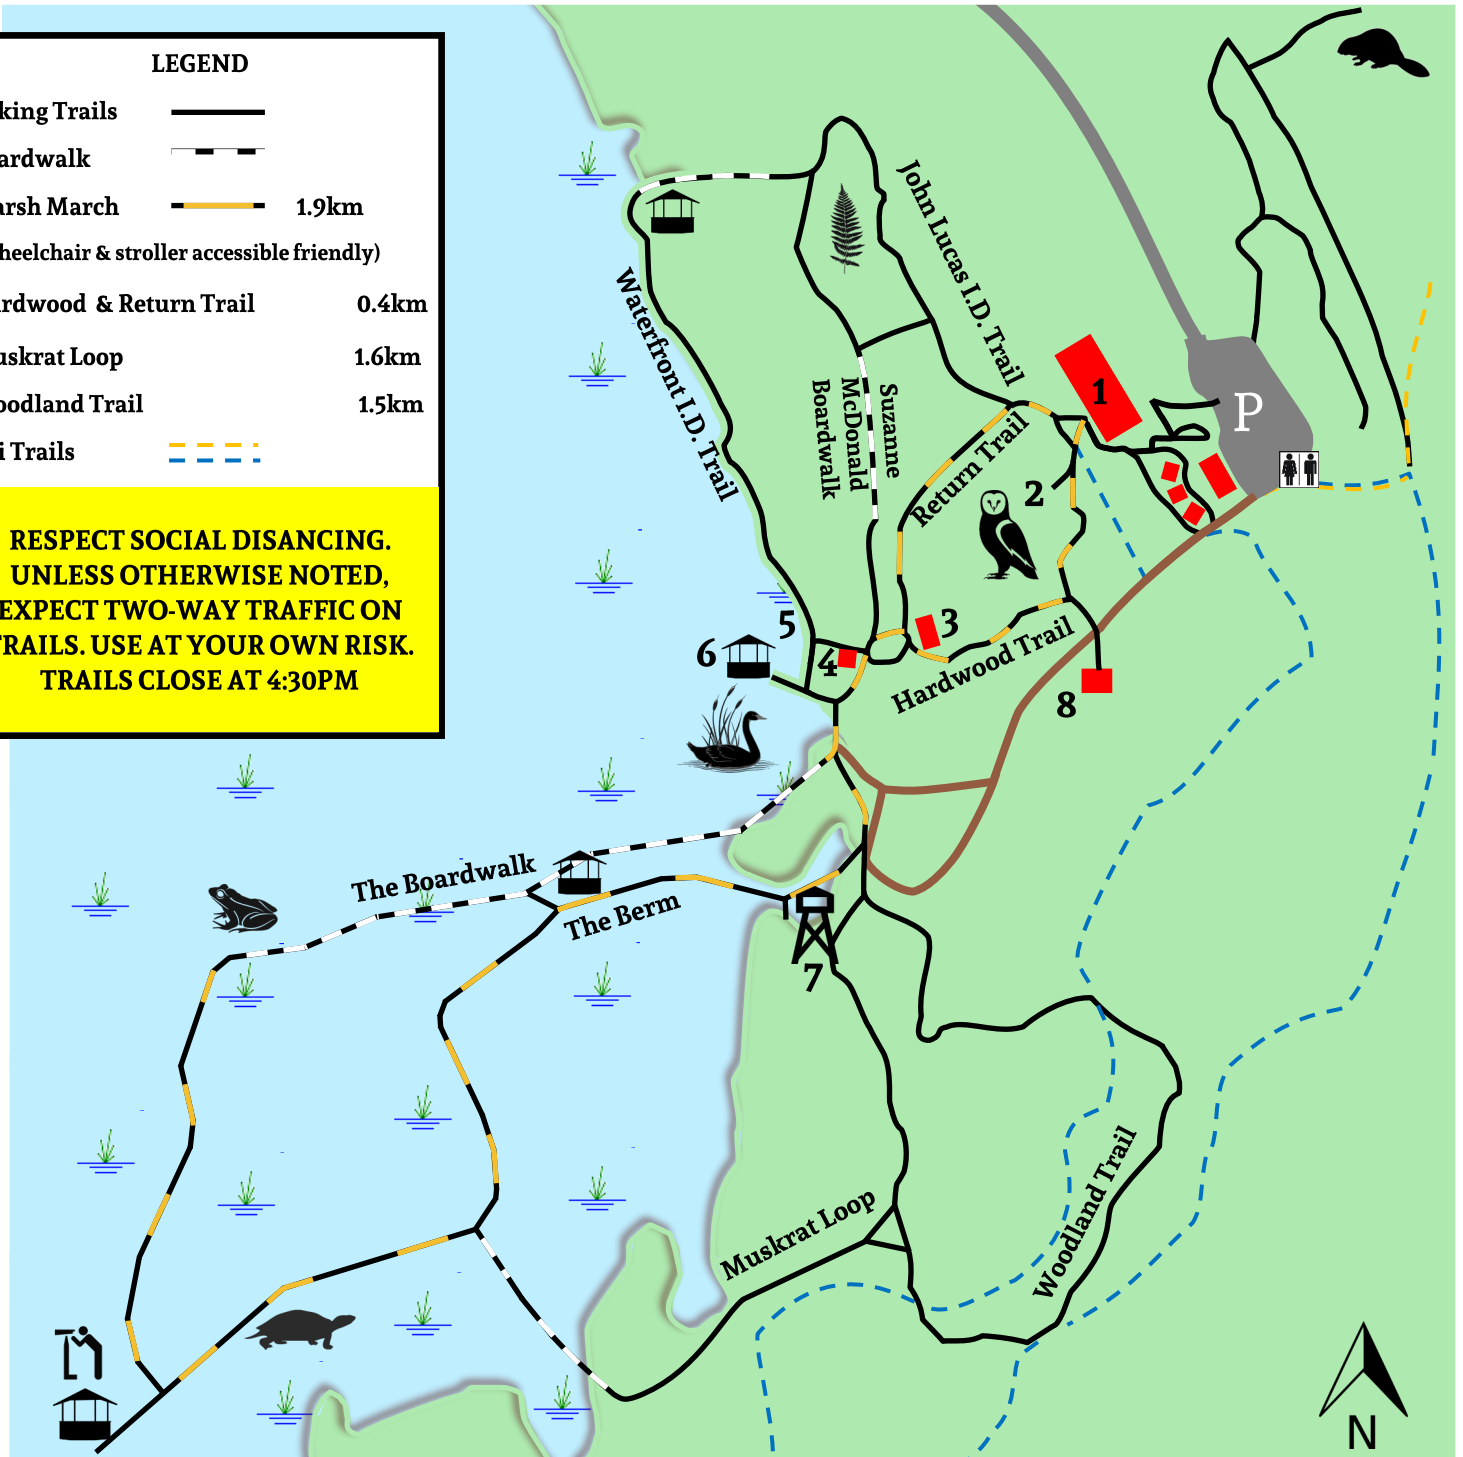 LEGEND
king Trails
ardwalk
arsh March 1.9km
heelchair & stroller accessible friendly)
rdwood & Return Trail 0.4km
uskrat Loop 1.6km
oodland Trail 1.5km
i Trails
RESPECT SOCIAL DISANCING.
UNLESS OTHERWISE NOTED,
EXPECT TWO-WAY TRAFFIC ON
TRAILS. USE AT YOUR OWN RISK.
TRAILS CLOSE AT 4:30PM
John Lucas I.D. Trail
Waterfront I.D. Trail
Suzanne
McDonald
Boardwalk
Return Trail
Hardwood Trail
1
P
2
3
4
5
6
8
The Boardwalk
The Berm
7
Muskrat Loop
Woodland Trail
N